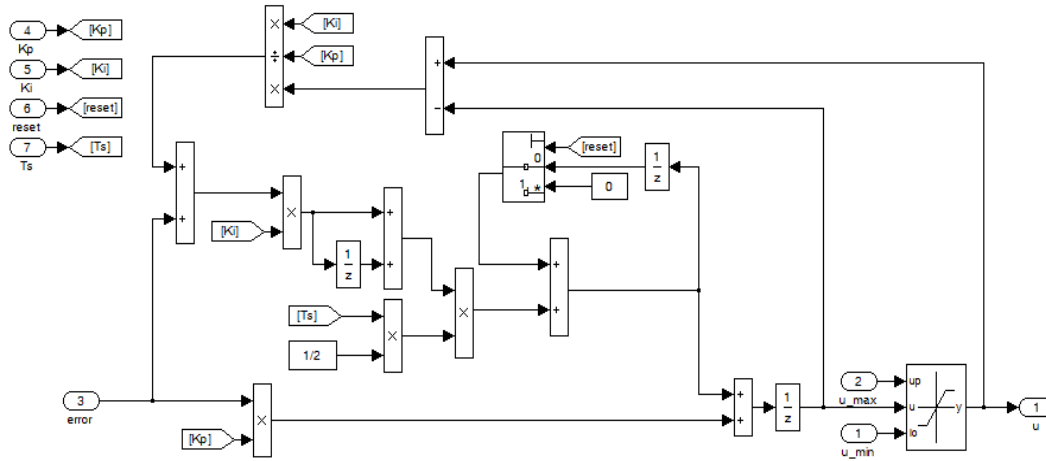 4
[Kp]
Kp
5
[Ki]
Ki
6
[reset]
reset
7
[Ts]
Ts
×
[Ki]
÷
[Kp]
×
+
−
[reset]
0
1
*
1
z
0
+
+
[Ki]
×
1
z
+
+
[Ts]
1/2
×
×
+
+
3
error
[Kp]
×
+
+
1
z
2
u_max
1
u_min
up
u
lo
y
1
u